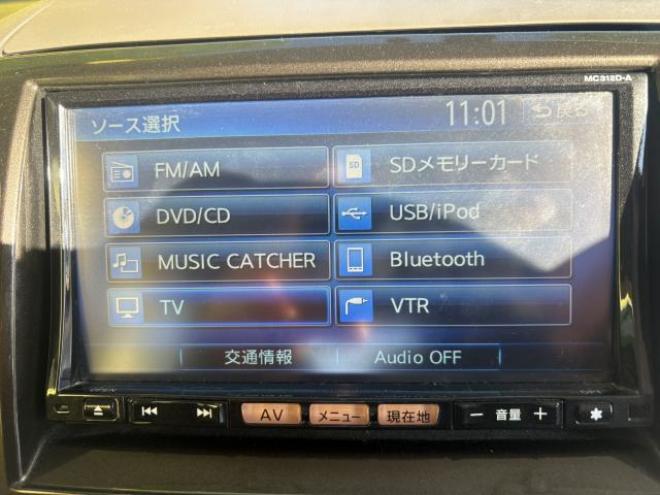 MC312D-A
ソース選択 11:01 戻る
FM/AM SD SDメモリーカード
DVD/CD USB/iPod
MUSIC CATCHER Bluetooth
TV VTR
交通情報 Audio OFF
AV メニュー 現在地 − 音量 +